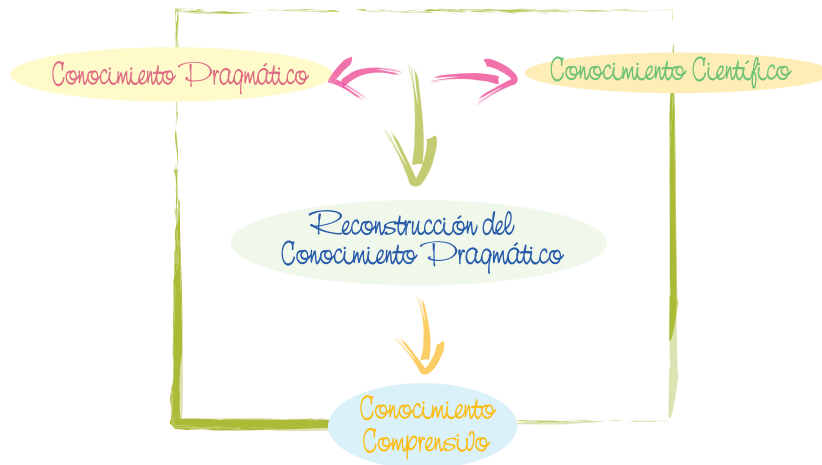 Conocimiento Pragmático
Conocimiento Científico
Reconstrucción del
Conocimiento Pragmático
Conocimiento
Comprensivo